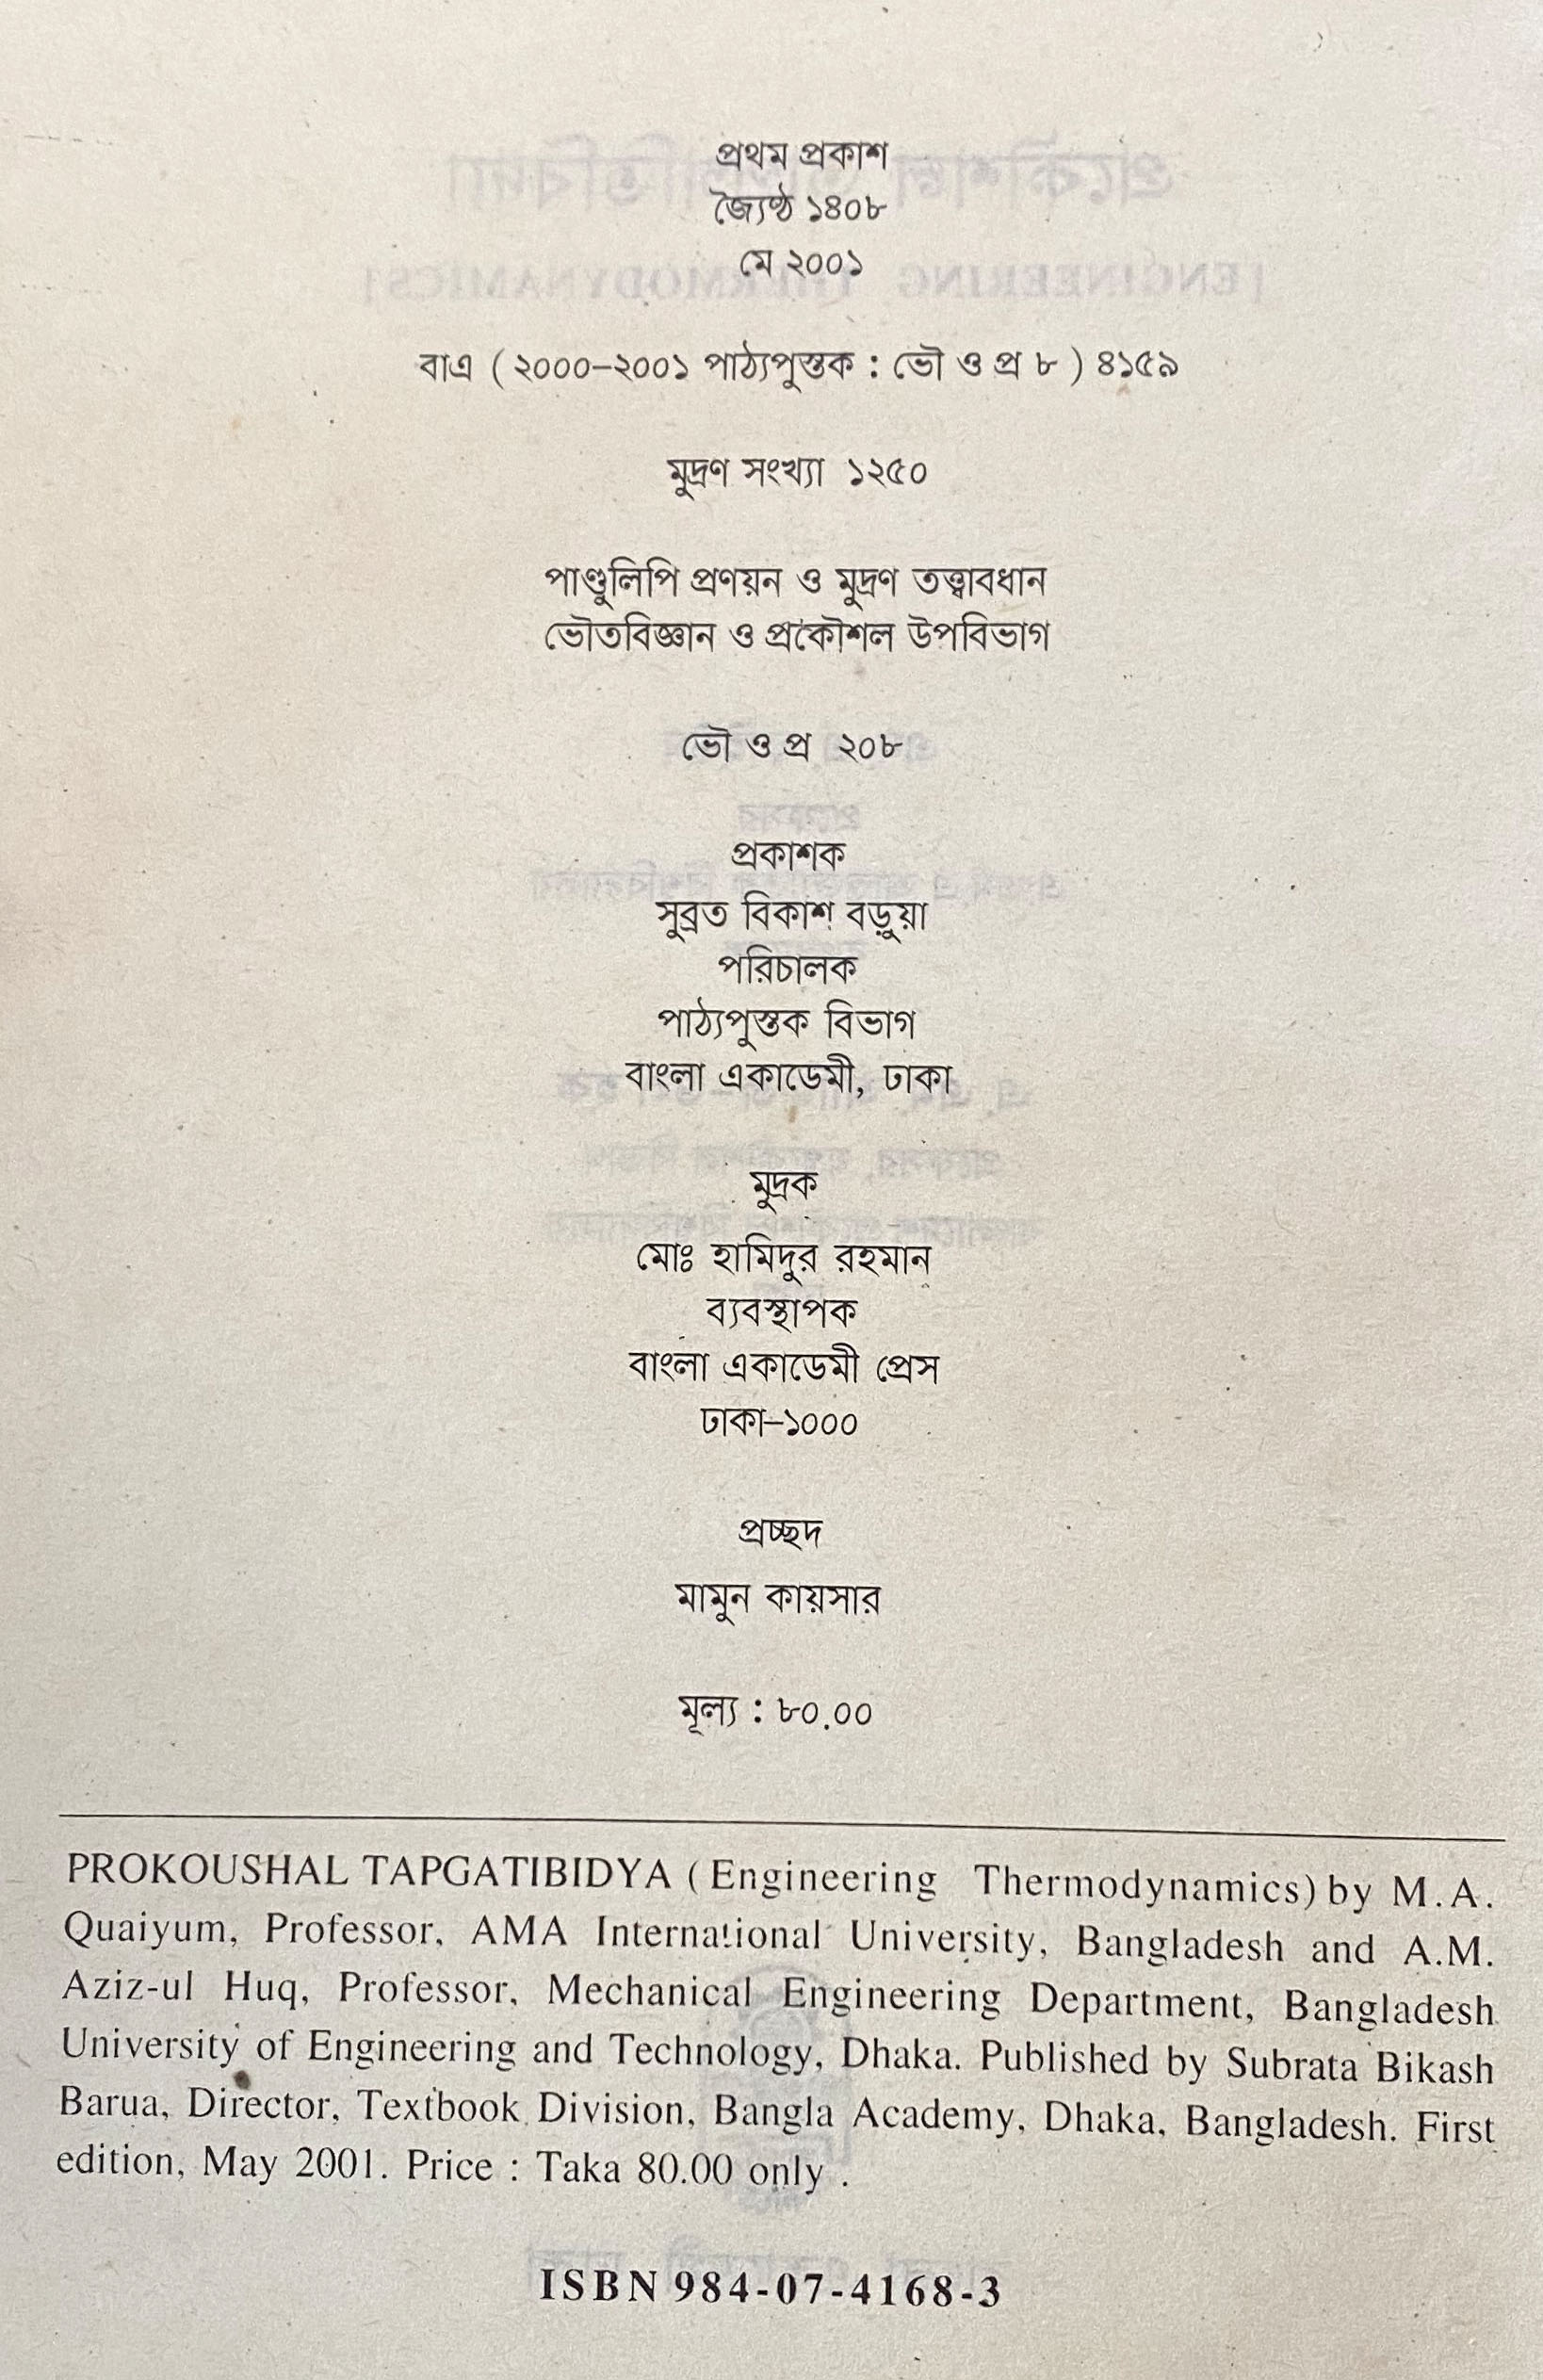 প্রথম প্রকাশ
জ্যৈষ্ঠ ১৪০৮
মে ২০০১
বাএ ( ২০০০–২০০১ পাঠ্যপুস্তক : ভৌ ও প্র ৮ ) ৪১৫৯
মুদ্রণ সংখ্যা ১২৫০
পাণ্ডুলিপি প্রণয়ন ও মুদ্রণ তত্ত্বাবধান
ভৌতবিজ্ঞান ও প্রকৌশল উপবিভাগ
ভৌ ও প্র ২০৮
প্রকাশক
সুব্রত বিকাশ বড়ুয়া
পরিচালক
পাঠ্যপুস্তক বিভাগ
বাংলা একাডেমী, ঢাকা
মুদ্রক
মোঃ হামিদুর রহমান
ব্যবস্থাপক
বাংলা একাডেমী প্রেস
ঢাকা–১০০০
প্রচ্ছদ
মামুন কায়সার
মূল্য : ৮০.০০
PROKOUSHAL TAPGATIBIDYA ( Engineering Thermodynamics) by M.A.
Quaiyum, Professor, AMA International University, Bangladesh and A.M.
Aziz-ul Huq, Professor, Mechanical Engineering Department, Bangladesh
University of Engineering and Technology, Dhaka. Published by Subrata Bikash
Barua, Director, Textbook Division, Bangla Academy, Dhaka, Bangladesh. First
edition, May 2001. Price : Taka 80.00 only .
ISBN 984-07-4168-3